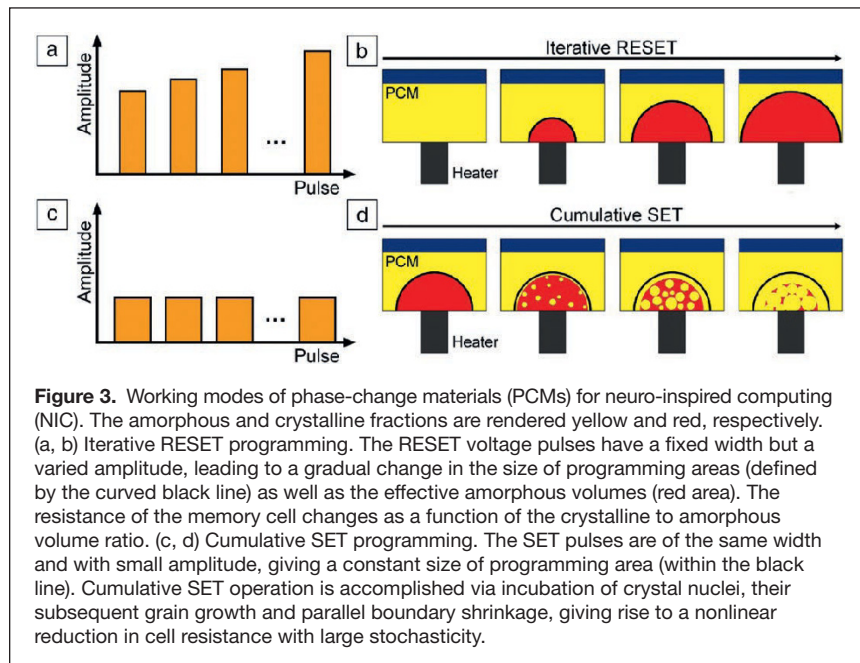 a
Amplitude
...
Pulse
b
Iterative RESET
PCM
Heater
c
Amplitude
...
Pulse
d
Cumulative SET
PCM
Heater
Figure 3. Working modes of phase-change materials (PCMs) for neuro-inspired computing
(NIC). The amorphous and crystalline fractions are rendered yellow and red, respectively.
(a, b) Iterative RESET programming. The RESET voltage pulses have a fixed width but a
varied amplitude, leading to a gradual change in the size of programming areas (defined
by the curved black line) as well as the effective amorphous volumes (red area). The
resistance of the memory cell changes as a function of the crystalline to amorphous
volume ratio. (c, d) Cumulative SET programming. The SET pulses are of the same width
and with small amplitude, giving a constant size of programming area (within the black
line). Cumulative SET operation is accomplished via incubation of crystal nuclei, their
subsequent grain growth and parallel boundary shrinkage, giving rise to a nonlinear
reduction in cell resistance with large stochasticity.